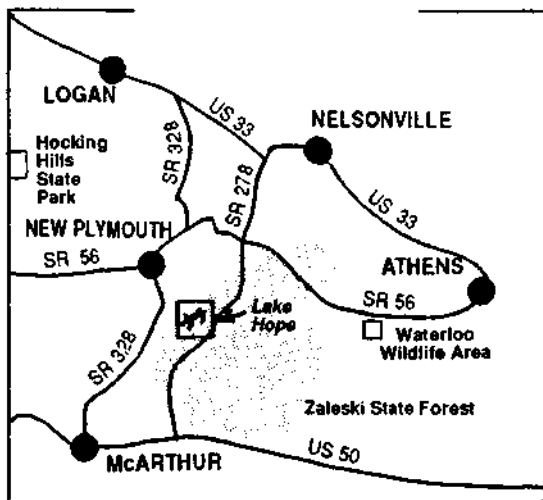 LOGAN
US 33
NELSONVILLE
Hocking
Hills
State
Park
SR 328
SR 278
US 33
NEW PLYMOUTH
SR 56
ATHENS
SR 56
Lake
Hope
Waterloo
Wildlife Area
SR 328
Zaleski State Forest
McARTHUR
US 50